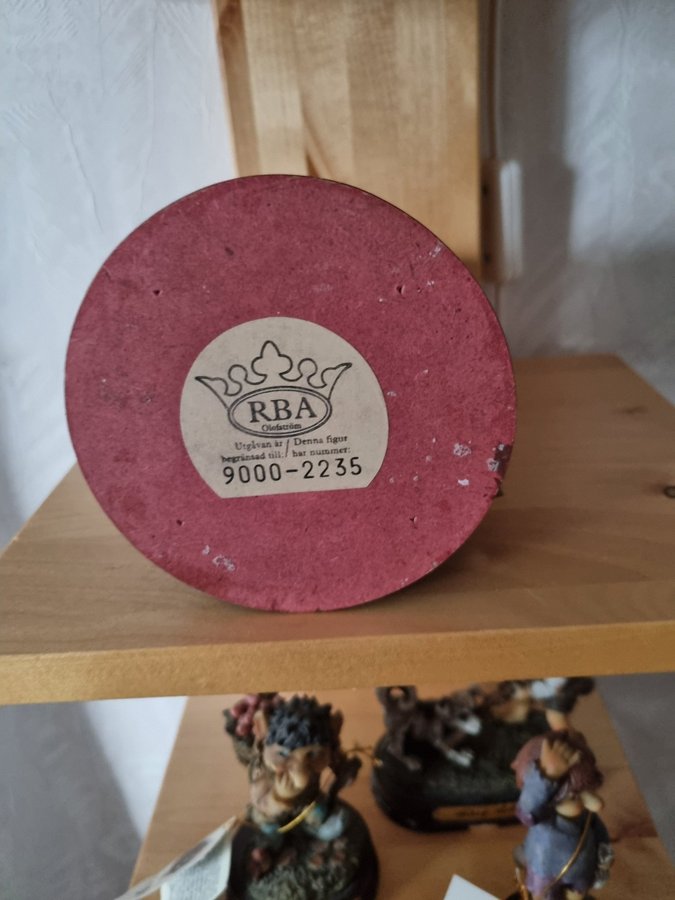 RBA
Olofström
Utgåvan är / Denna figur
begränsad till: / har nummer:
9000-2235